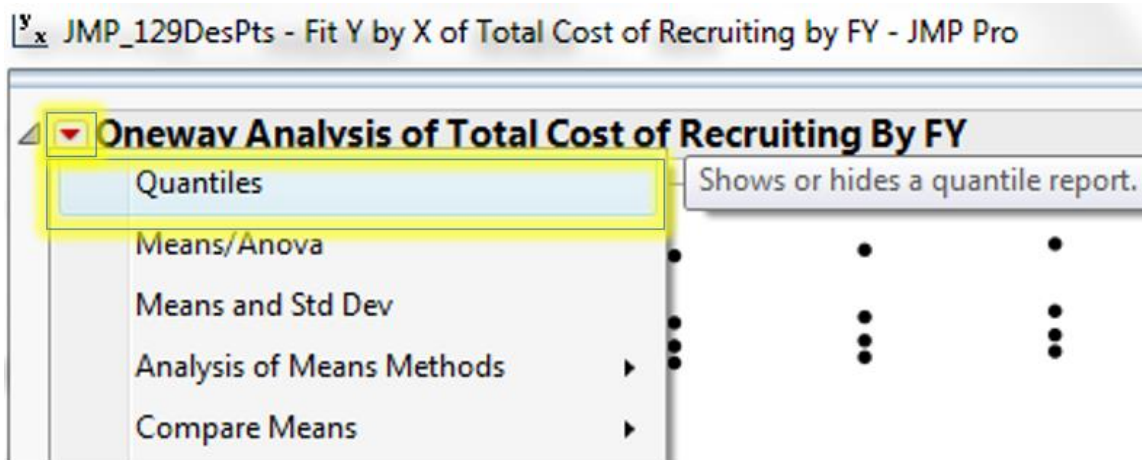 y x JMP_129DesPts - Fit Y by X of Total Cost of Recruiting by FY - JMP Pro
Oneway Analysis of Total Cost of Recruiting By FY
Quantiles
Shows or hides a quantile report.
Means/Anova
Means and Std Dev
Analysis of Means Methods
Compare Means